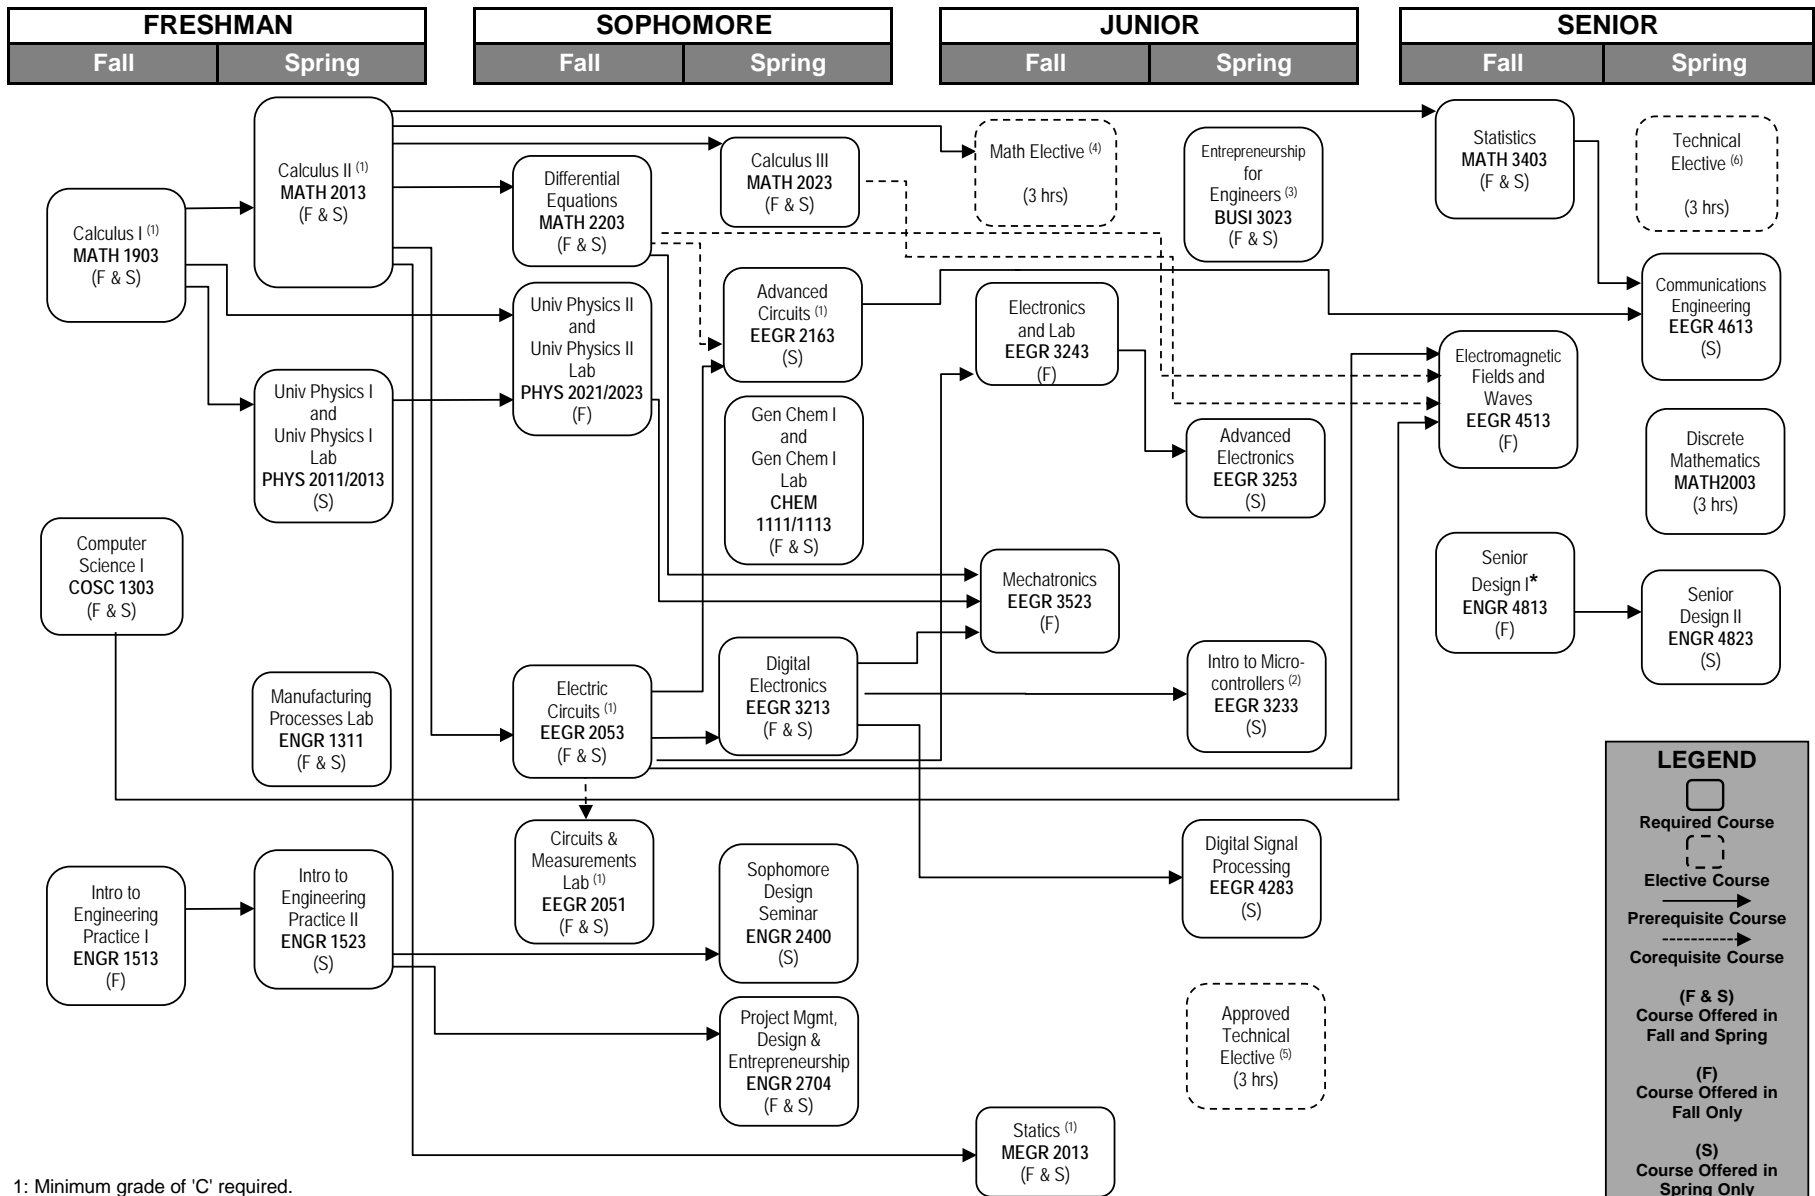 FRESHMAN
Fall
Spring
SOPHOMORE
Fall
Spring
JUNIOR
Fall
Spring
SENIOR
Fall
Spring
Calculus I (1)
MATH 1903
(F & S)
Computer
Science I
COSC 1303
(F & S)
Intro to
Engineering
Practice I
ENGR 1513
(F)
Calculus II (1)
MATH 2013
(F & S)
Univ Physics I
and
Univ Physics I
Lab
PHYS 2011/2013
(S)
Manufacturing
Processes Lab
ENGR 1311
(F & S)
Intro to
Engineering
Practice II
ENGR 1523
(S)
Differential
Equations
MATH 2203
(F & S)
Univ Physics II
and
Univ Physics II
Lab
PHYS 2021/2023
(F)
Electric
Circuits (1)
EEGR 2053
(F & S)
Circuits &
Measurements
Lab (1)
EEGR 2051
(F & S)
Calculus III
MATH 2023
(F & S)
Advanced
Circuits (1)
EEGR 2163
(S)
Gen Chem I
and
Gen Chem I
Lab
CHEM
1111/1113
(F & S)
Digital
Electronics
EEGR 3213
(F & S)
Sophomore
Design
Seminar
ENGR 2400
(S)
Project Mgmt,
Design &
Entrepreneurship
ENGR 2704
(F & S)
Math Elective (4)
(3 hrs)
Electronics
and Lab
EEGR 3243
(F)
Mechatronics
EEGR 3523
(F)
Statics (1)
MEGR 2013
(F & S)
Entrepreneurship
for
Engineers (3)
BUSI 3023
(F & S)
Advanced
Electronics
EEGR 3253
(S)
Intro to Micro-
controllers (2)
EEGR 3233
(S)
Digital Signal
Processing
EEGR 4283
(S)
Approved
Technical
Elective (5)
(3 hrs)
Statistics
MATH 3403
(F & S)
Electromagnetic
Fields and
Waves
EEGR 4513
(F)
Senior
Design I*
ENGR 4813
(F)
Technical
Elective (6)
(3 hrs)
Communications
Engineering
EEGR 4613
(S)
Discrete
Mathematics
MATH2003
(3 hrs)
Senior
Design II
ENGR 4823
(S)
LEGEND
Required Course
Elective Course
Prerequisite Course
Corequisite Course
(F & S)
Course Offered in
Fall and Spring
(F)
Course Offered in
Fall Only
(S)
Course Offered in
Spring Only
1: Minimum grade of 'C' required.